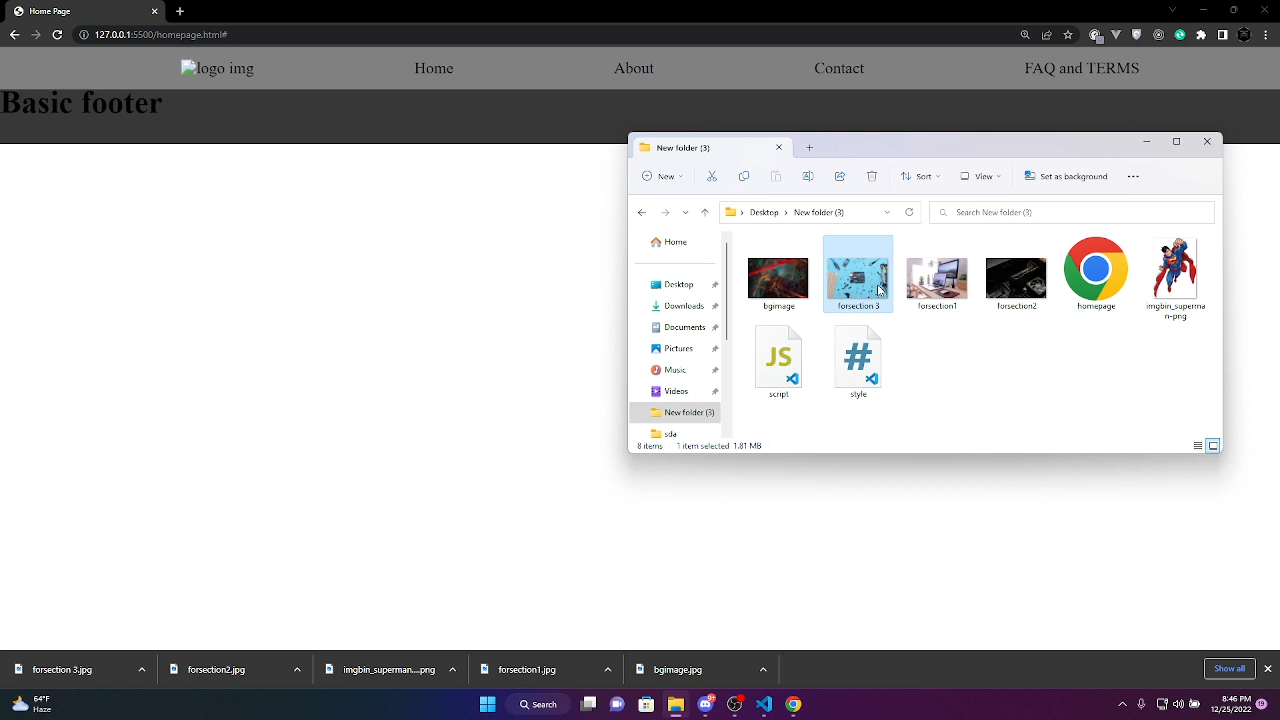 Home Page
127.0.0.1:5500/homepage.html#
logo img
Home
About
Contact
FAQ and TERMS
Basic footer
New folder (3)
New
Sort
View
Set as background
Desktop
New folder (3)
Search New folder (3)
Home
Desktop
Downloads
Documents
Pictures
Music
Videos
New folder (3)
sda
bgimage
forsection 3
forsection1
forsection2
homepage
imgbin_superma
n-png
JS
script
#
style
8 items
1 item selected 1.81 MB
forsection 3.jpg
forsection2.jpg
imgbin_superman....png
forsection1.jpg
bgimage.jpg
Show all
64°F
Haze
Search
8:46 PM
12/25/2022